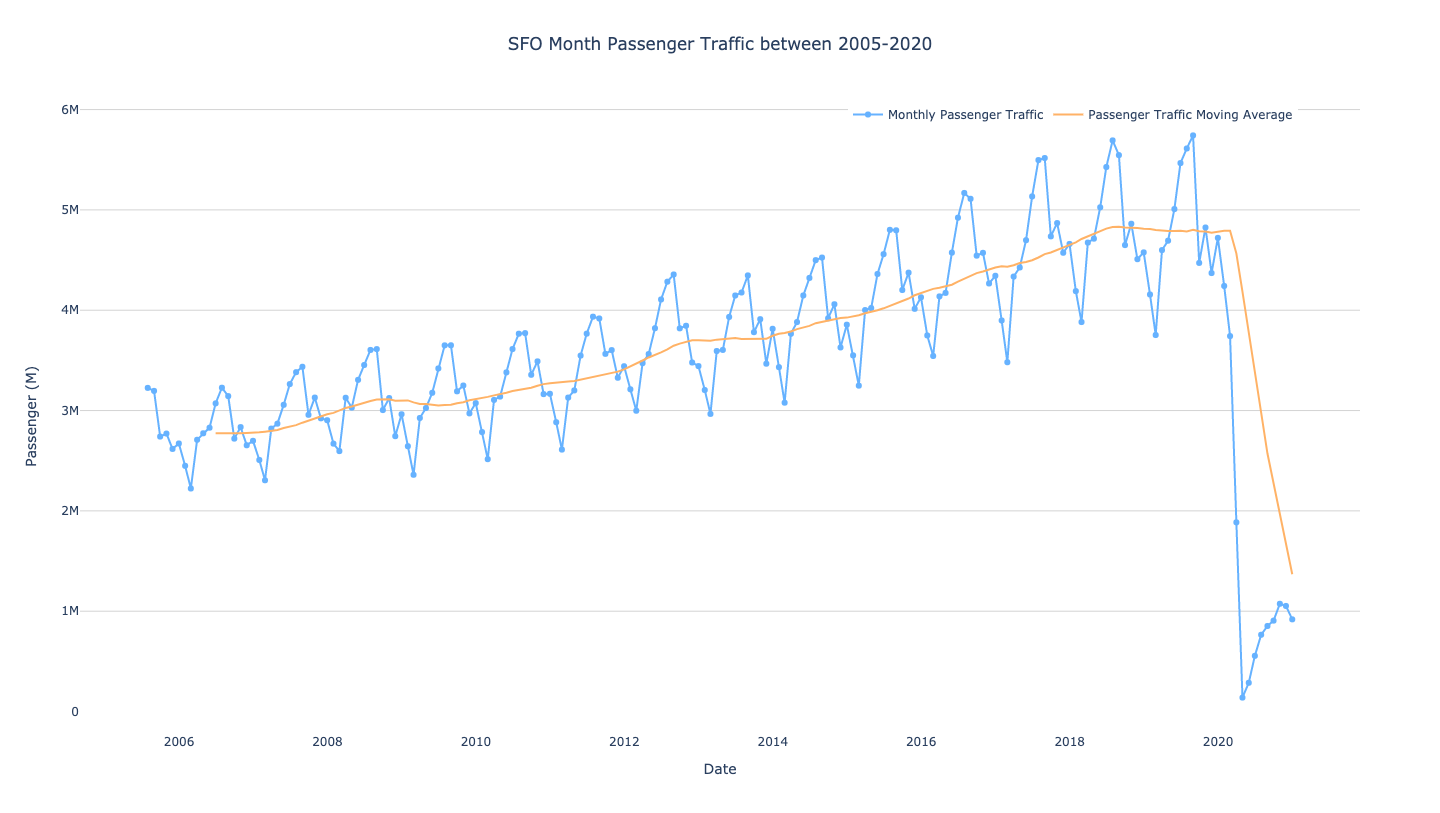 SFO Month Passenger Traffic between 2005-2020
Monthly Passenger Traffic
Passenger Traffic Moving Average
6M
5M
4M
3M
2M
1M
0
Passenger (M)
2006
2008
2010
2012
2014
2016
2018
2020
Date